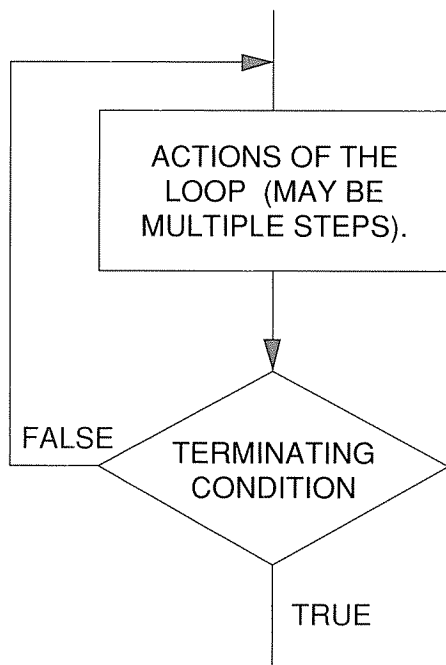 ACTIONS OF THE
LOOP (MAY BE
MULTIPLE STEPS).
FALSE
TERMINATING
CONDITION
TRUE